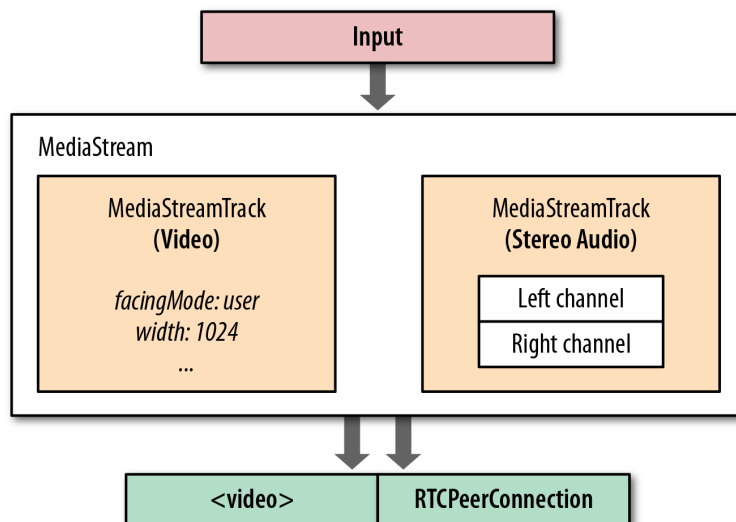 Input
MediaStream
MediaStreamTrack
(Video)
facingMode: user
width: 1024
...
MediaStreamTrack
(Stereo Audio)
Left channel
Right channel
<video>
RTCPeerConnection